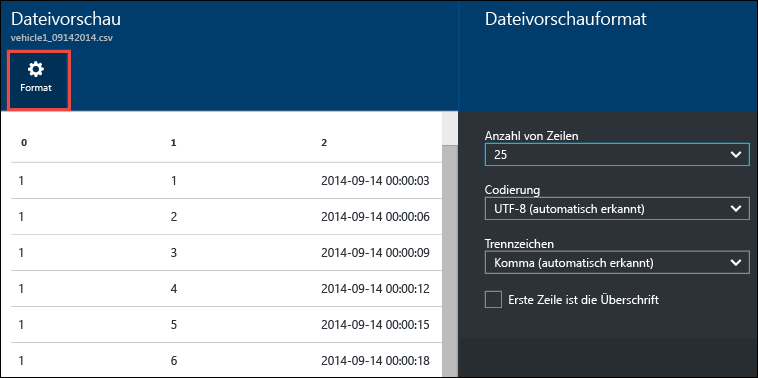 Dateivorschau
vehicle1_09142014.csv
Format
0 1 2
1 1 2014-09-14 00:00:03
1 2 2014-09-14 00:00:06
1 3 2014-09-14 00:00:09
1 4 2014-09-14 00:00:12
1 5 2014-09-14 00:00:15
1 6 2014-09-14 00:00:18
Dateivorschauformat
Anzahl von Zeilen
25
Codierung
UTF-8 (automatisch erkannt)
Trennzeichen
Komma (automatisch erkannt)
Erste Zeile ist die Überschrift